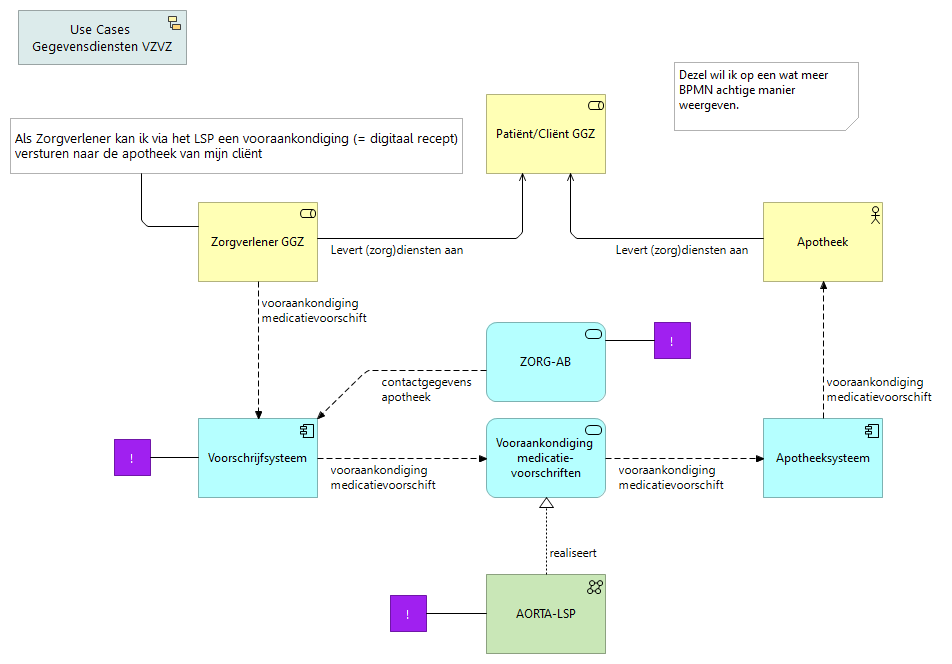 Use Cases
Gegevensdiensten VZVZ
Dezel wil ik op een wat meer
BPMN achtige manier
weergeven.
Patiënt/Cliënt GGZ
Als Zorgverlener kan ik via het LSP een vooraankondiging (= digitaal recept)
versturen naar de apotheek van mijn cliënt
Zorgverlener GGZ
Levert (zorg)diensten aan
Levert (zorg)diensten aan
Apotheek
vooraankondiging
medicatievoorschift
ZORG-AB
!
contactgegevens
apotheek
vooraankondiging
medicatievoorschift
!
Voorschrijfsysteem
vooraankondiging
medicatievoorschift
Vooraankondiging
medicatie-
voorschriften
vooraankondiging
medicatievoorschift
Apotheeksysteem
realiseert
!
AORTA-LSP